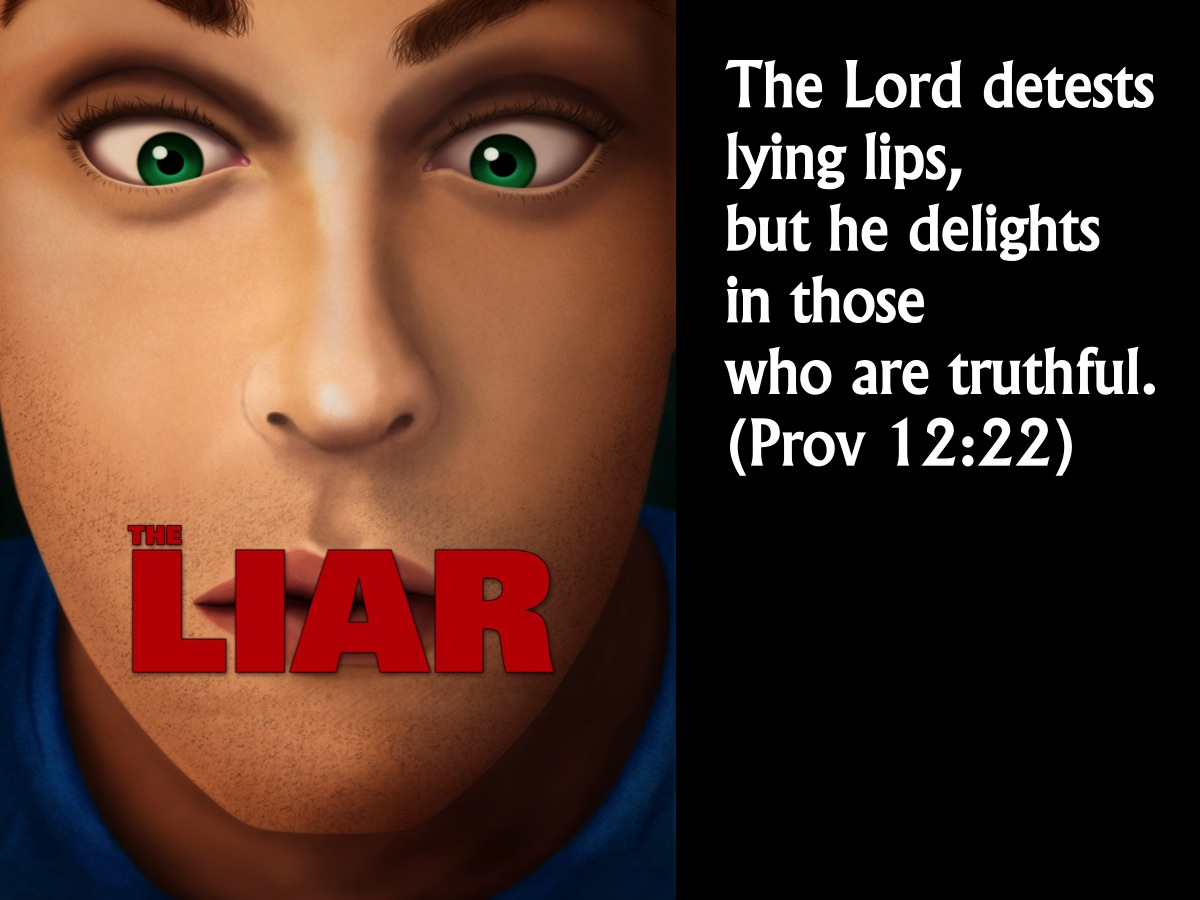 THE
LIAR
The Lord detests
lying lips,
but he delights
in those
who are truthful.
(Prov 12:22)